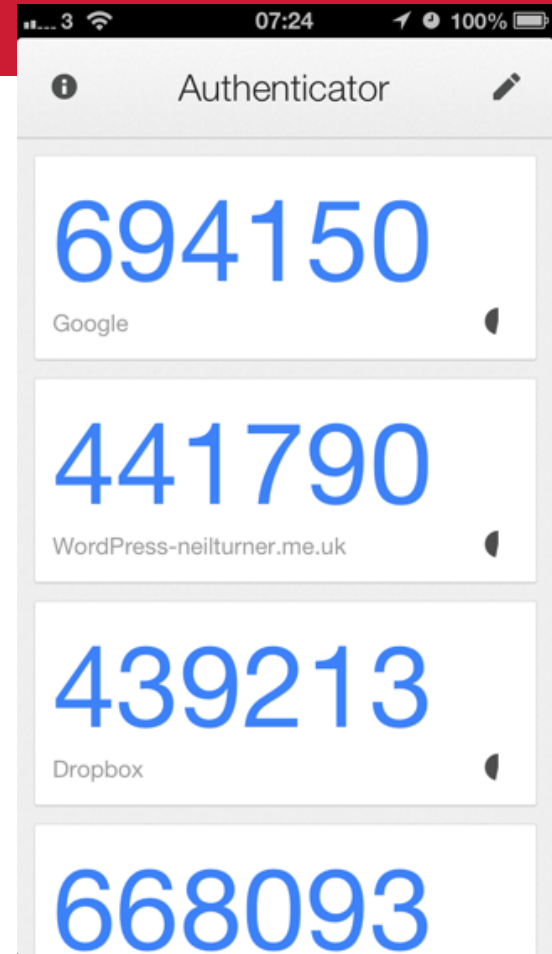 3 07:24 100%
Authenticator
694150
Google
441790
WordPress-neilturner.me.uk
439213
Dropbox
668093